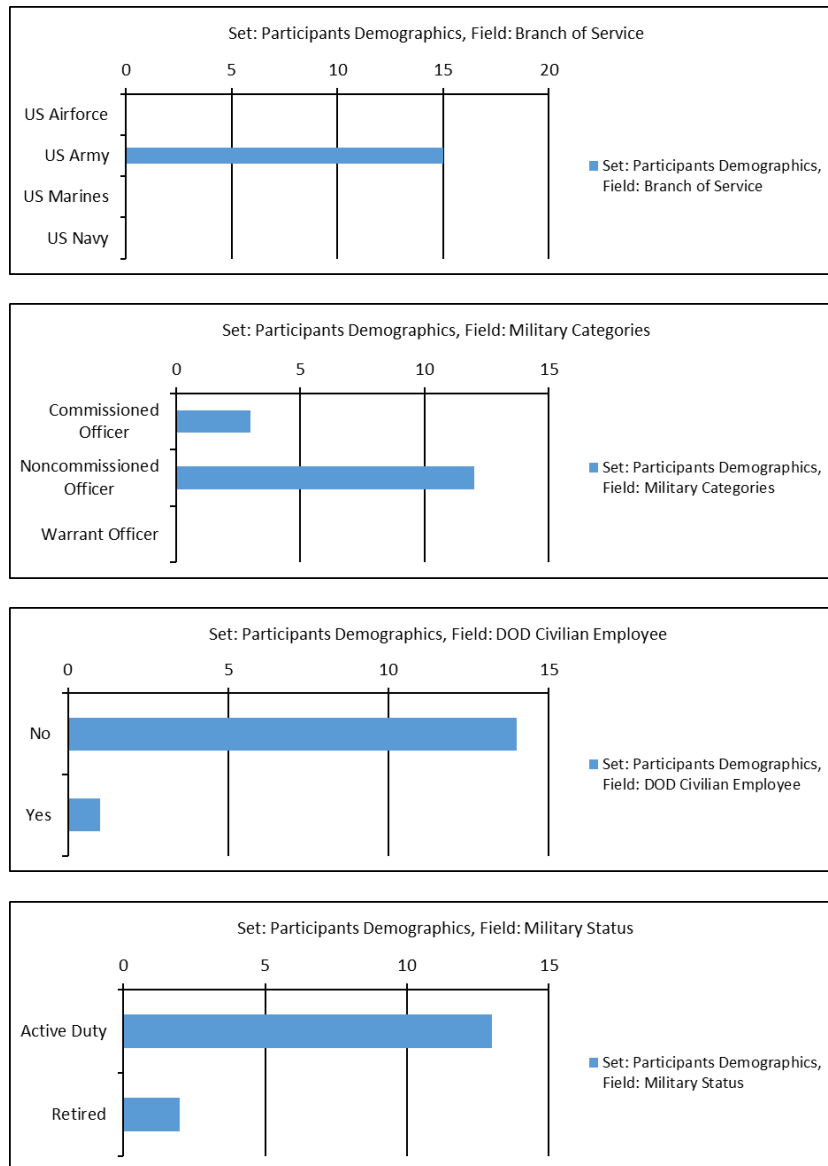 Set: Participants Demographics, Field: Branch of Service
0 5 10 15 20
US Airforce
US Army
US Marines
US Navy
Set: Participants Demographics,
Field: Branch of Service
Set: Participants Demographics, Field: Military Categories
0 5 10 15
Commissioned
Officer
Noncommissioned
Officer
Warrant Officer
Set: Participants Demographics,
Field: Military Categories
Set: Participants Demographics, Field: DOD Civilian Employee
0 5 10 15
No
Yes
Set: Participants Demographics,
Field: DOD Civilian Employee
Set: Participants Demographics, Field: Military Status
0 5 10 15
Active Duty
Retired
Set: Participants Demographics,
Field: Military Status